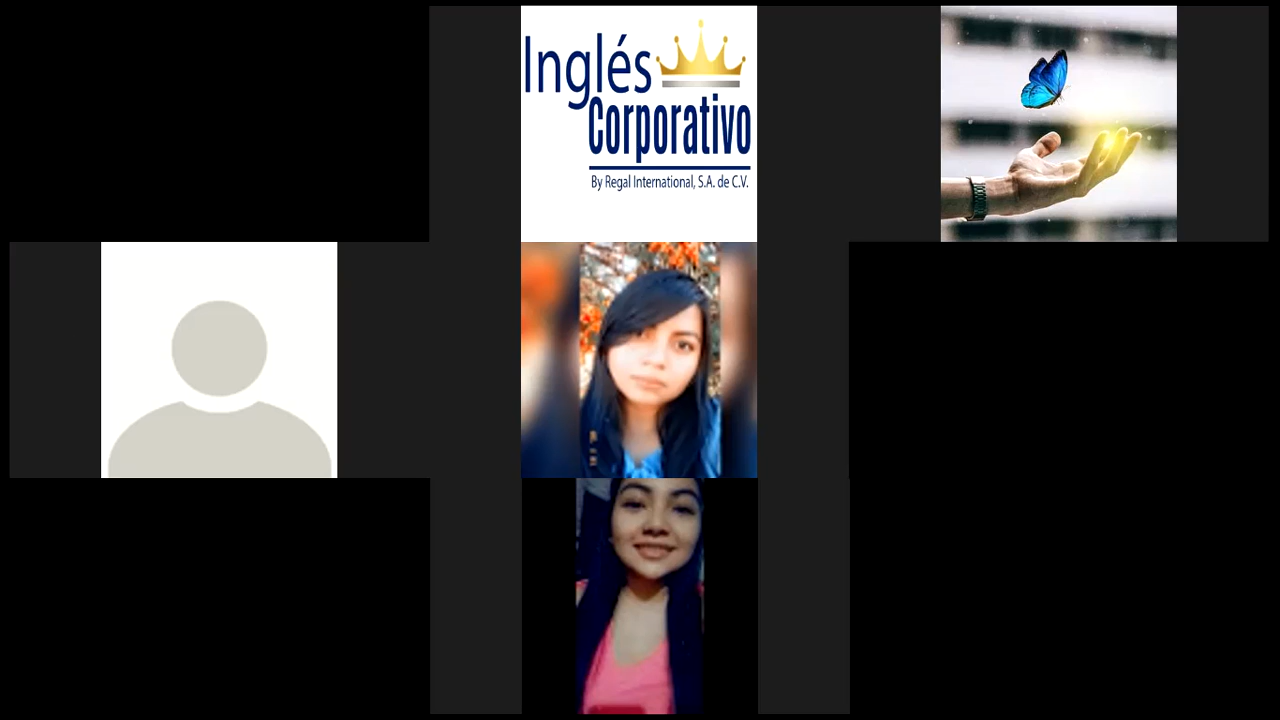 Inglés
Corporativo
By Regal International, S.A. de C.V.